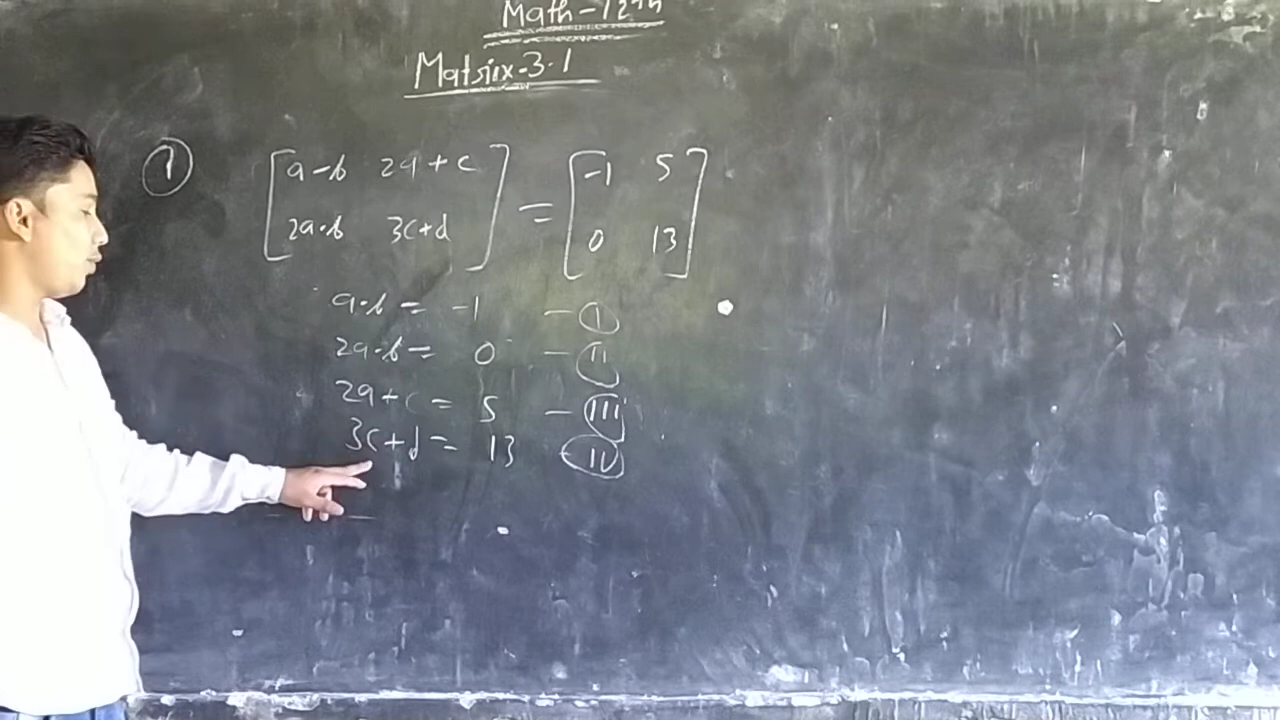 Math-12th
Matrix-3.1
1 [a-b 2a+c] = [-1 5]
[2a-b 3c+d] [0 13]
a-b = -1 - I
2a-b = 0 - II
2a+c = 5 - III
3c+d = 13 - IV